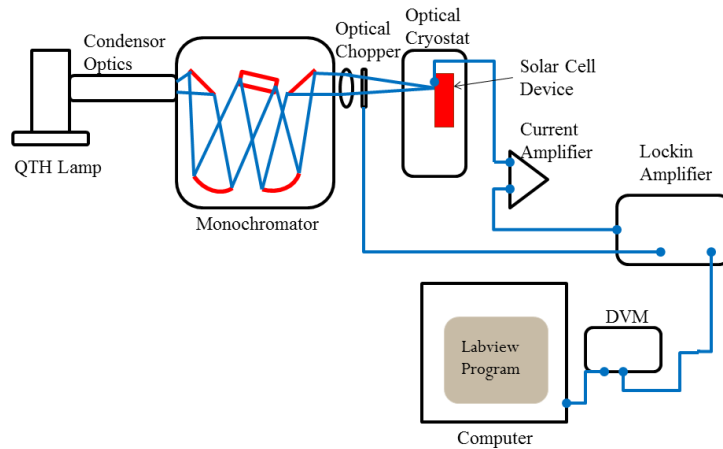 Condensor
Optics
QTH Lamp
Monochromator
Optical
Chopper
Optical
Cryostat
Solar Cell
Device
Current
Amplifier
Lockin
Amplifier
DVM
Labview
Program
Computer